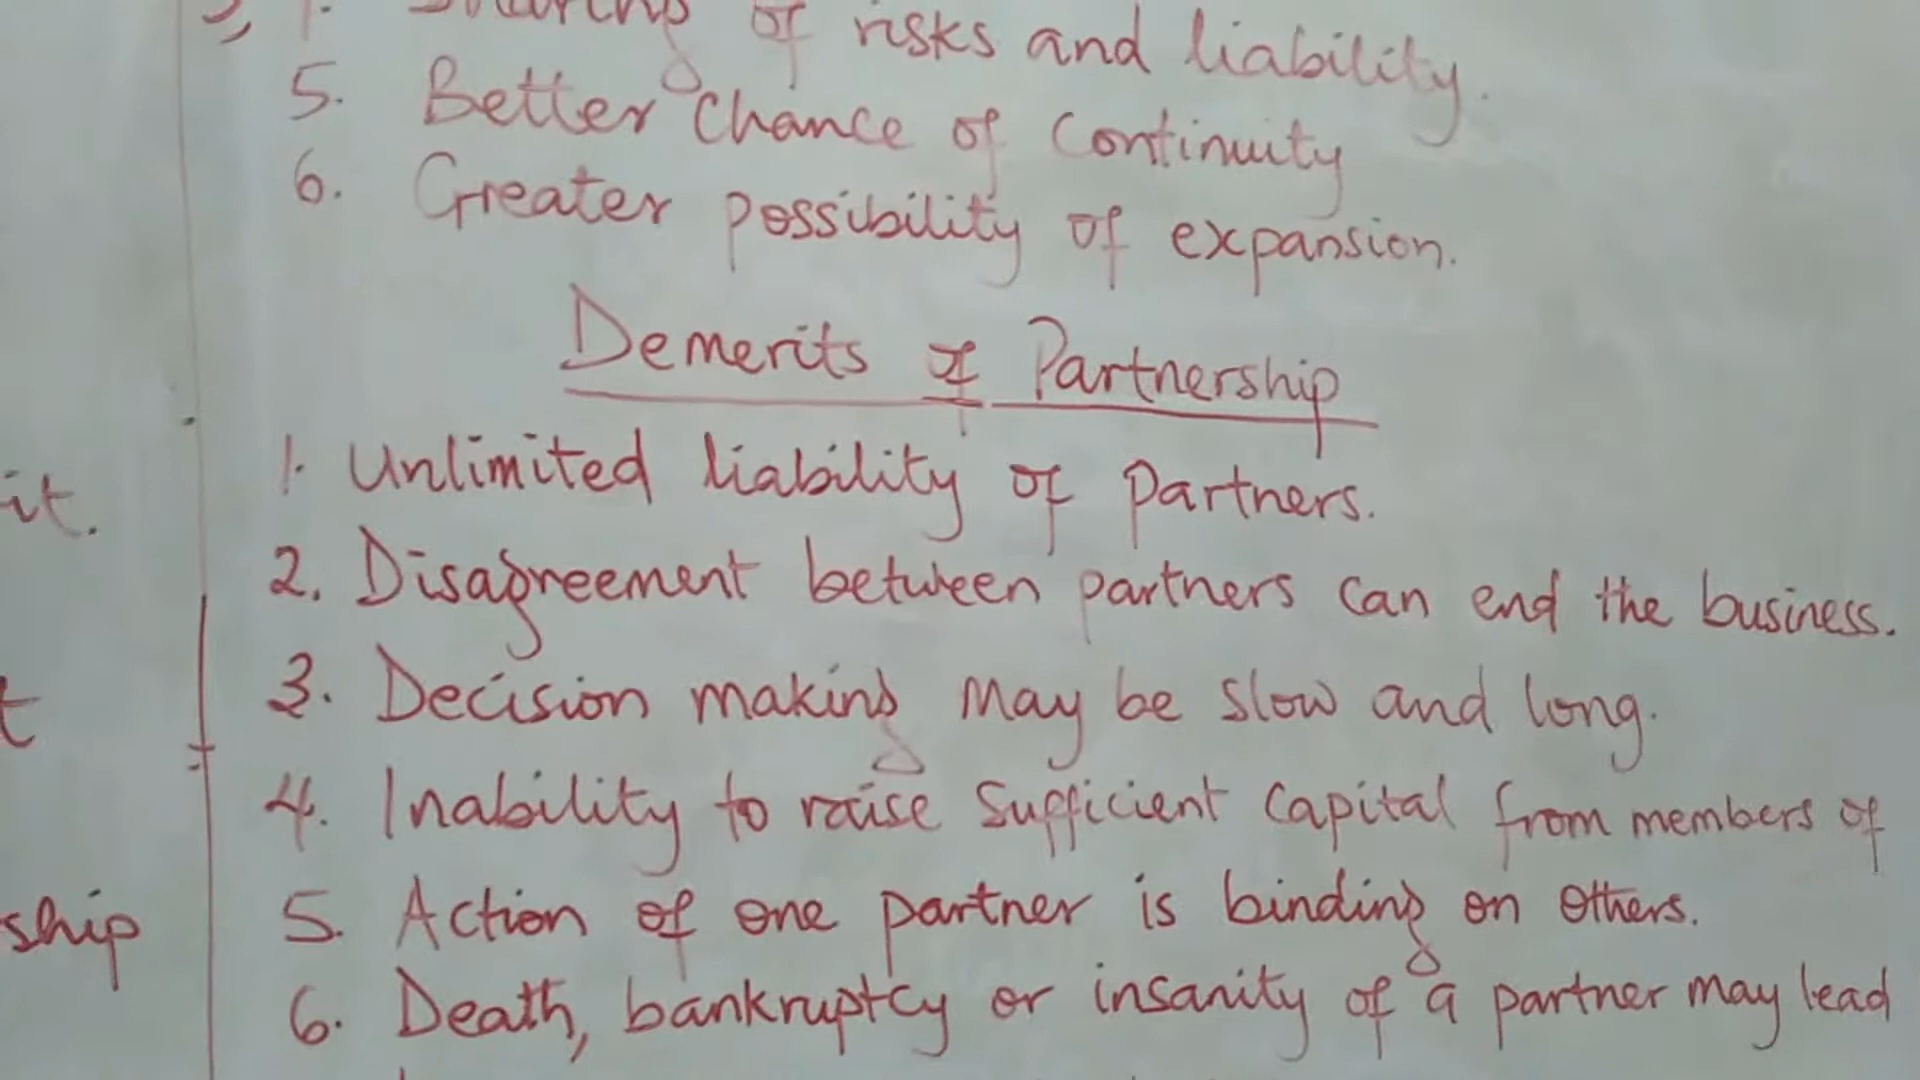 of risks and liability.
5. Better Chance of Continuity
6. Greater possibility of expansion.
Demerits of Partnership
1. Unlimited liability of Partners.
it.
2. Disagreement between partners can end the business.
3. Decision making may be slow and long.
t
4. Inability to raise Sufficient Capital from members of
5. Action of one partner is binding on others.
ship
6. Death, bankruptcy or insanity of a partner may lead